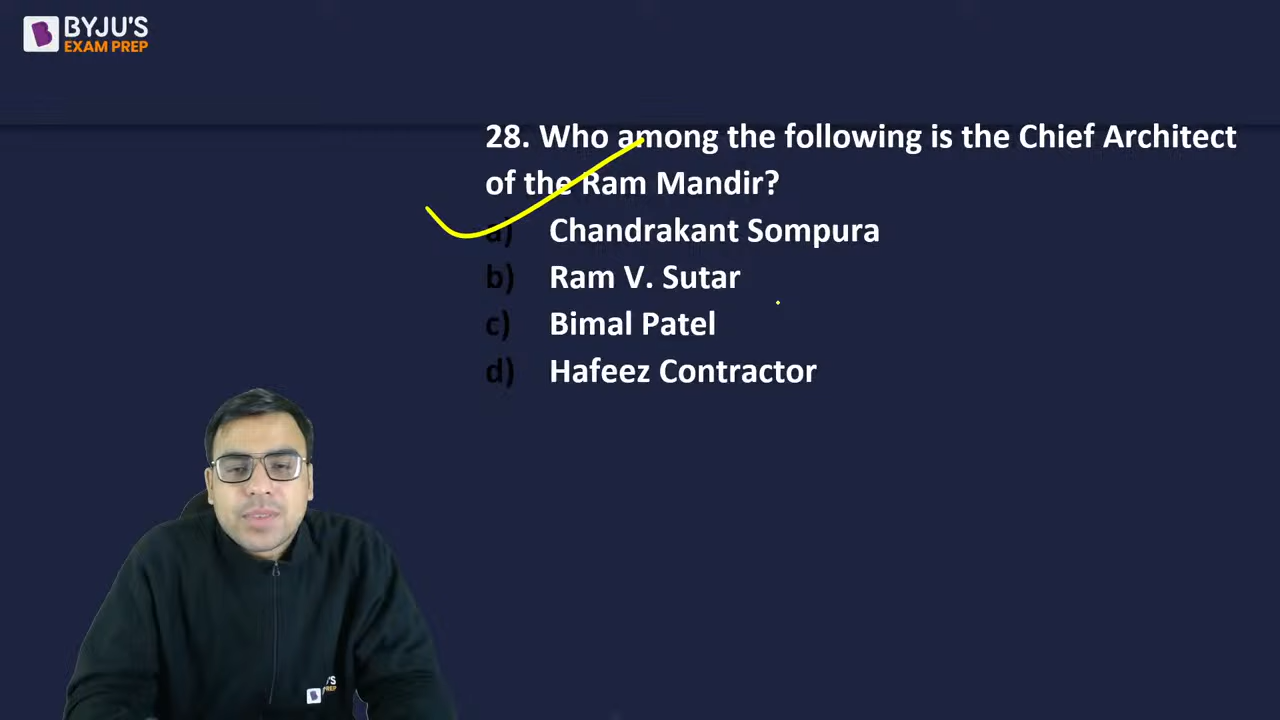 BYJU'S
EXAM PREP
28. Who among the following is the Chief Architect
of the Ram Mandir?
a) Chandrakant Sompura
b) Ram V. Sutar
c) Bimal Patel
d) Hafeez Contractor